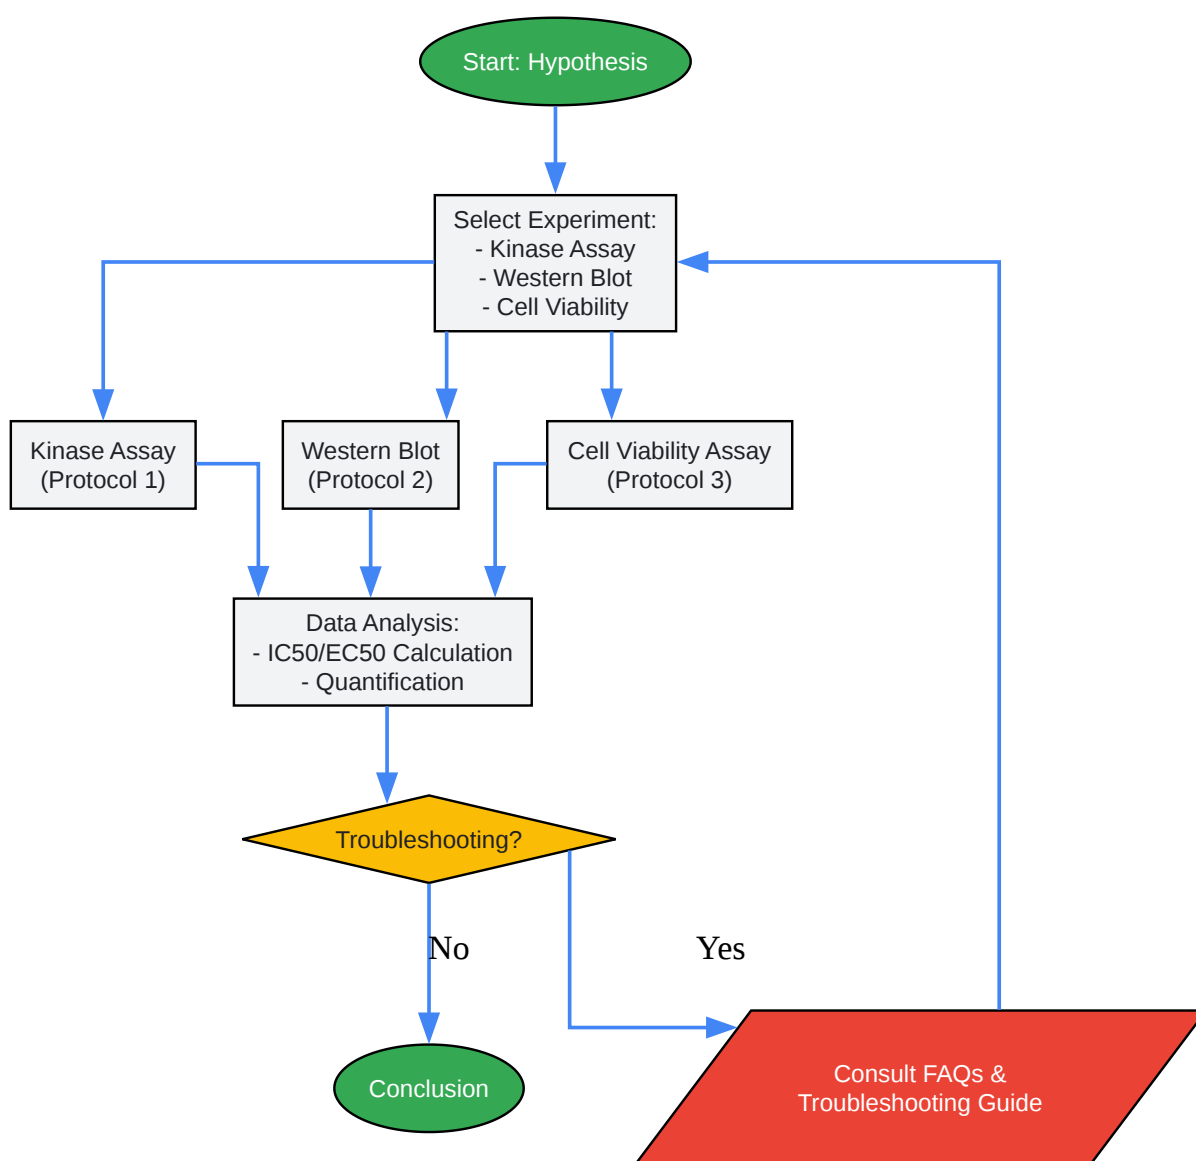 Start: Hypothesis
Select Experiment:
- Kinase Assay
- Western Blot
- Cell Viability
Kinase Assay
(Protocol 1)
Western Blot
(Protocol 2)
Cell Viability Assay
(Protocol 3)
Data Analysis:
- IC50/EC50 Calculation
- Quantification
Troubleshooting?
No
Yes
Consult FAQs &
Troubleshooting Guide
Conclusion